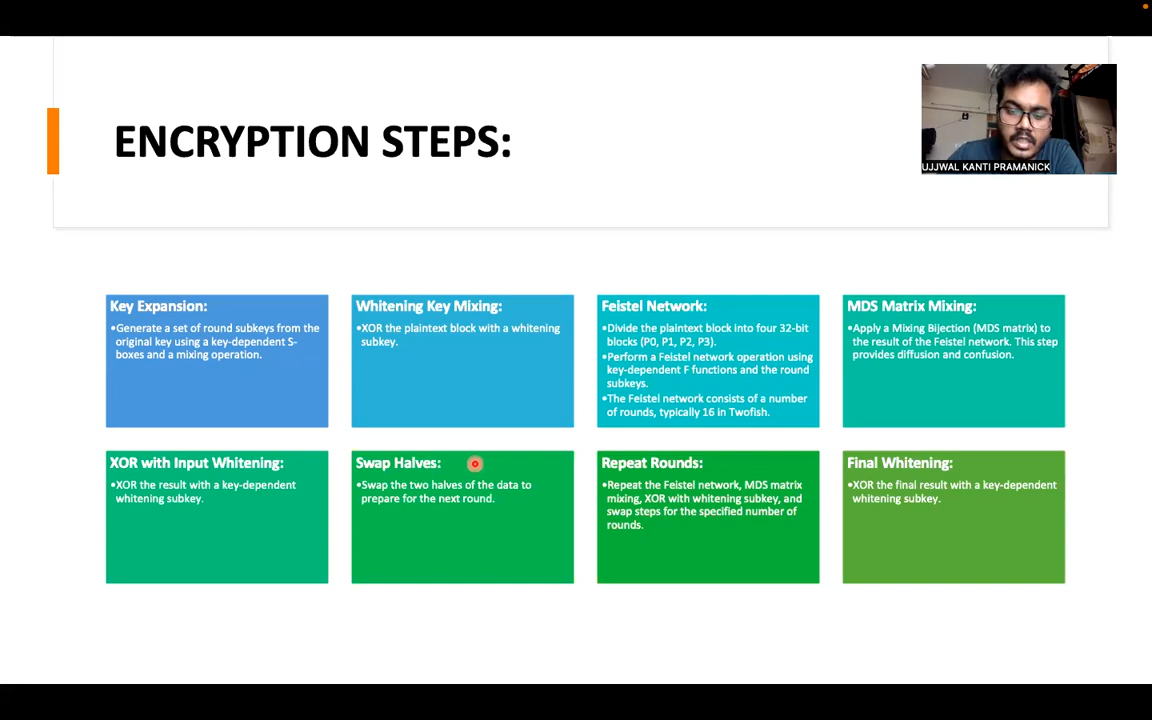 ENCRYPTION STEPS:
UJJWAL KANTI PRAMANICK
Key Expansion:
•Generate a set of round subkeys from the
original key using a key-dependent S-
boxes and a mixing operation.
Whitening Key Mixing:
•XOR the plaintext block with a whitening
subkey.
Feistel Network:
•Divide the plaintext block into four 32-bit
blocks (P0, P1, P2, P3).
•Perform a Feistel network operation using
key-dependent F functions and the round
subkeys.
•The Feistel network consists of a number
of rounds, typically 16 in Twofish.
MDS Matrix Mixing:
•Apply a Mixing Bijection (MDS matrix) to
the result of the Feistel network. This step
provides diffusion and confusion.
XOR with Input Whitening:
•XOR the result with a key-dependent
whitening subkey.
Swap Halves:
•Swap the two halves of the data to
prepare for the next round.
Repeat Rounds:
•Repeat the Feistel network, MDS matrix
mixing, XOR with whitening subkey, and
swap steps for the specified number of
rounds.
Final Whitening:
•XOR the final result with a key-dependent
whitening subkey.